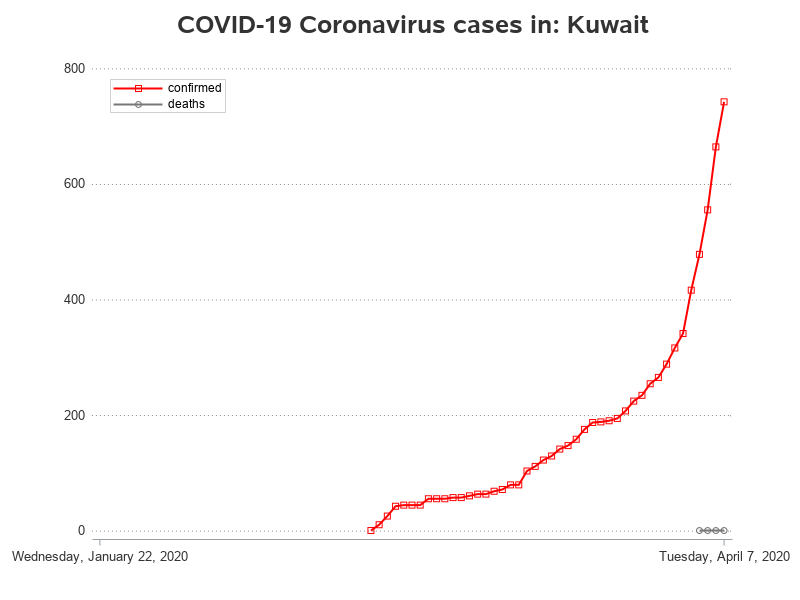 COVID-19 Coronavirus cases in: Kuwait
800
confirmed
deaths
600
400
200
0
Wednesday, January 22, 2020
Tuesday, April 7, 2020